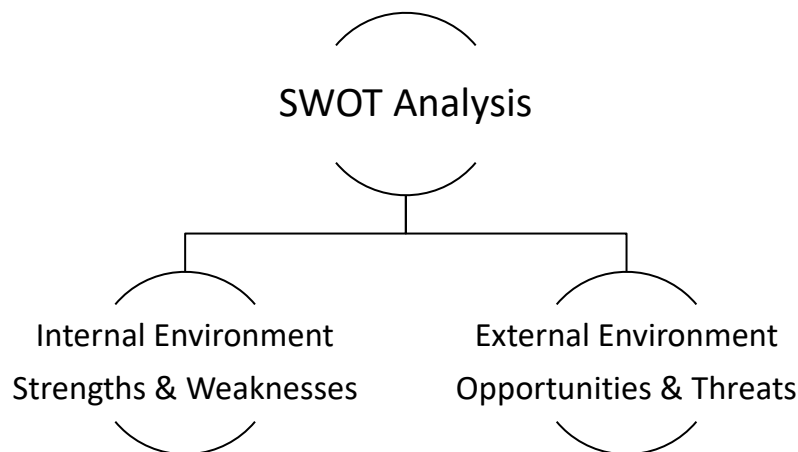 SWOT Analysis
Internal Environment
Strengths & Weaknesses
External Environment
Opportunities & Threats